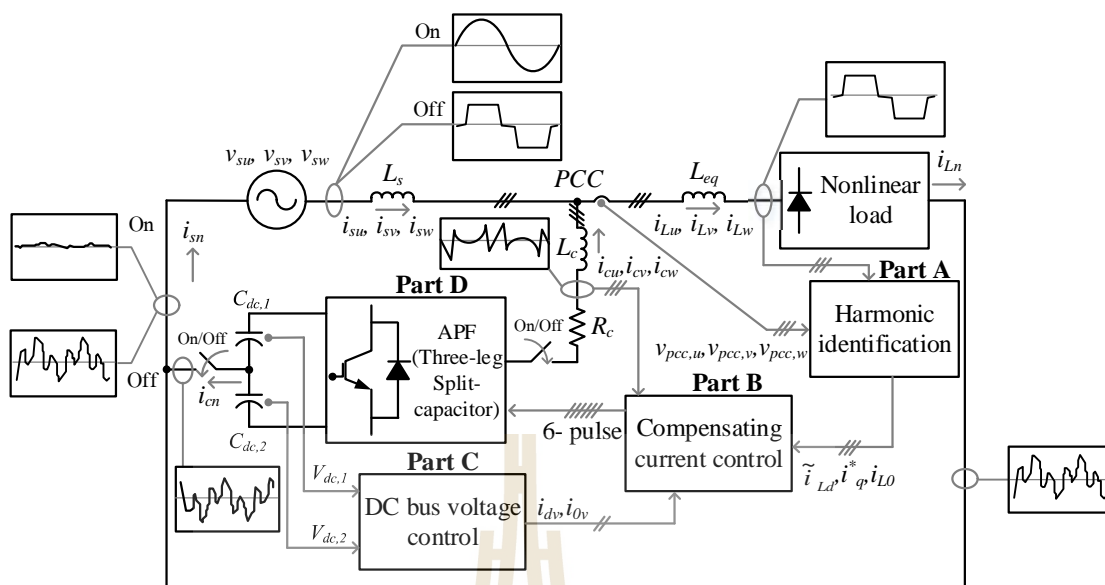 On
Off
v_su, v_sv, v_sw
L_s
i_su, i_sv, i_sw
PCC
L_eq
i_Lu, i_Lv, i_Lw
Nonlinear
load
i_Ln
On
i_sn
Off
Part A
Harmonic
identification
v_pcc,u, v_pcc,v, v_pcc,w
L_c
i_cu, i_cv, i_cw
R_c
Part D
APF
(Three-leg
Split-
capacitor)
On/Off
C_dc,1
On/Off
i_cn
C_dc,2
6- pulse
Part B
Compensating
current control
ĩ_Ld, i*_q, i_L0
Part C
DC bus voltage
control
V_dc,1
V_dc,2
i_dv, i_0v